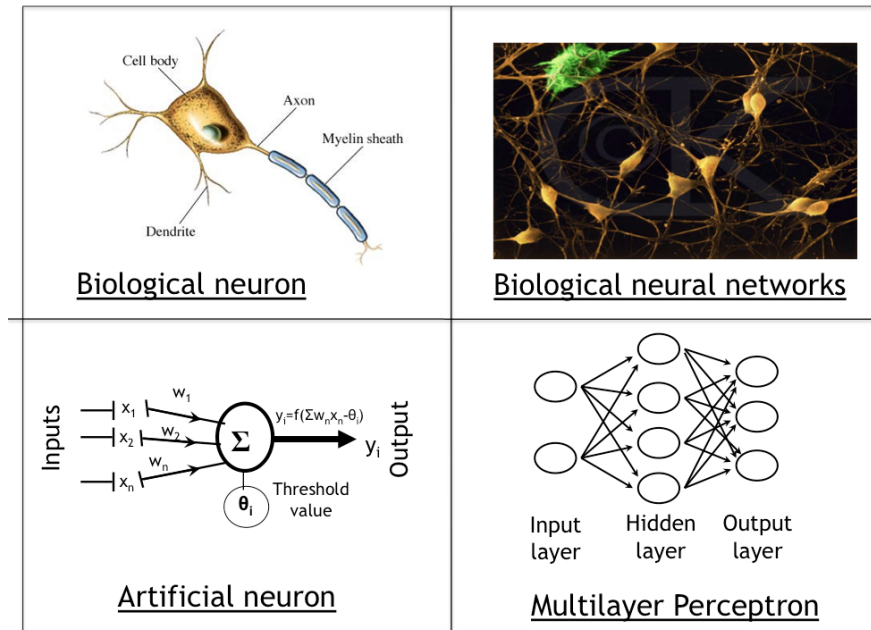 Cell body
Axon
Myelin sheath
Dendrite
Biological neuron
Biological neural networks
Inputs
x1
x2
xn
w1
w2
wn
Σ
θi
yi=f(Σwnxn-θi)
yi
Output
Threshold
value
Artificial neuron
Input
layer
Hidden
layer
Output
layer
Multilayer Perceptron